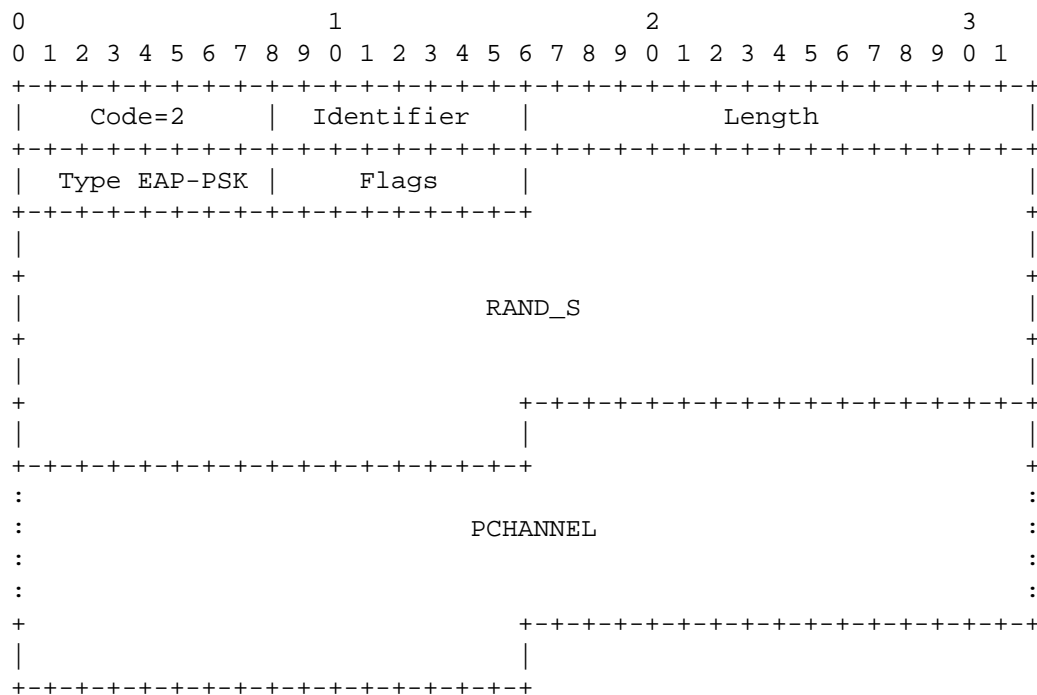 0                   1                   2                   3
0 1 2 3 4 5 6 7 8 9 0 1 2 3 4 5 6 7 8 9 0 1 2 3 4 5 6 7 8 9 0 1
+-+-+-+-+-+-+-+-+-+-+-+-+-+-+-+-+-+-+-+-+-+-+-+-+-+-+-+-+-+-+-+-+
|    Code=2     |  Identifier   |            Length             |
+-+-+-+-+-+-+-+-+-+-+-+-+-+-+-+-+-+-+-+-+-+-+-+-+-+-+-+-+-+-+-+-+
|  Type EAP-PSK |     Flags     |                               |
+-+-+-+-+-+-+-+-+-+-+-+-+-+-+-+-+                               +
|                                                               |
+                                                               +
|                             RAND_S                            |
+                                                               +
|                                                               |
+                               +-+-+-+-+-+-+-+-+-+-+-+-+-+-+-+-+
|                               |                               |
+-+-+-+-+-+-+-+-+-+-+-+-+-+-+-+-+                               +
:                                                               :
:                            PCHANNEL                           :
:                                                               :
:                                                               :
+                               +-+-+-+-+-+-+-+-+-+-+-+-+-+-+-+-+
|                               |
+-+-+-+-+-+-+-+-+-+-+-+-+-+-+-+-+